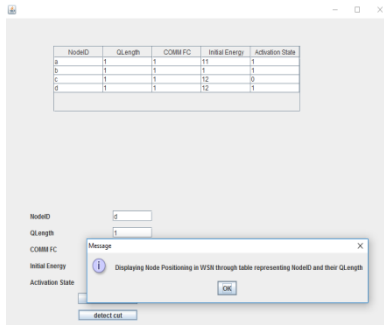 NodeID QLength COMM FC Initial Energy Activation State
a 1 1 11 1
b 1 1 1 1
c 1 1 12 0
d 1 1 12 1
NodeID d
QLength 1
COMM FC
Message
Initial Energy
Displaying Node Positioning in WSN through table representing NodeID and their QLength
Activation State
OK
detect cut